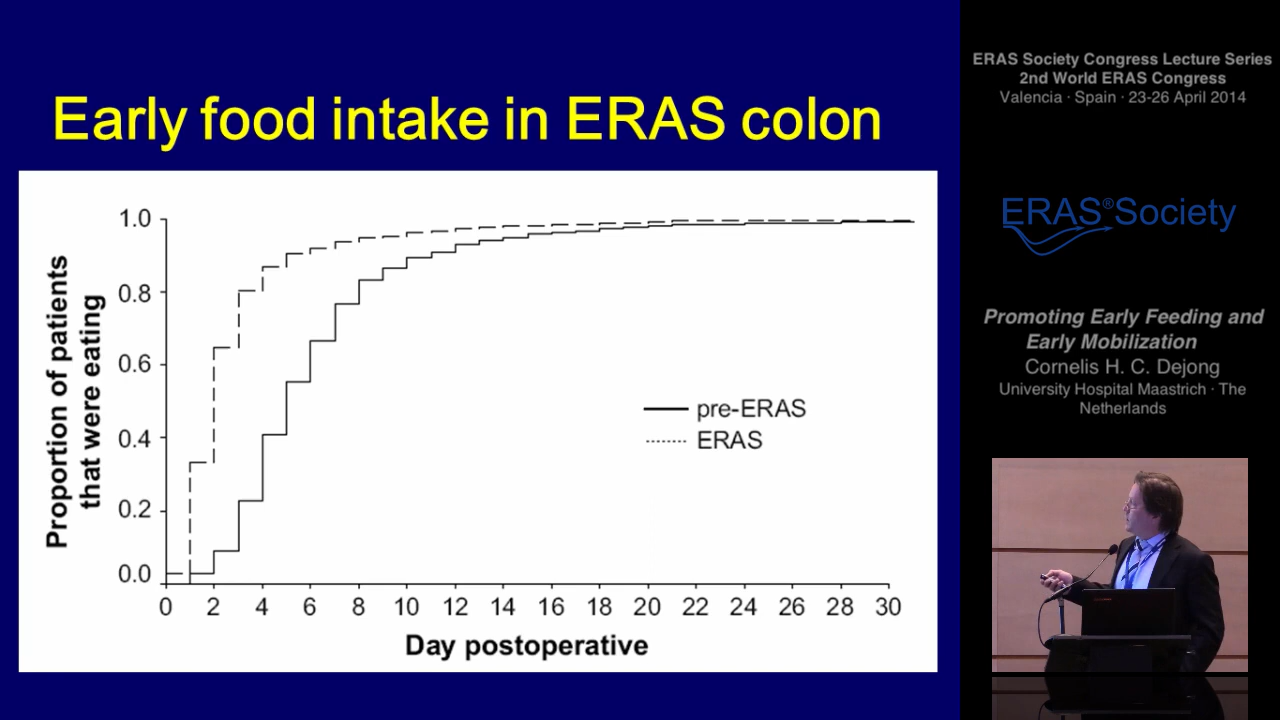 Early food intake in ERAS colon
Proportion of patients
that were eating
1.0
0.8
0.6
0.4
0.2
0.0
0 2 4 6 8 10 12 14 16 18 20 22 24 26 28 30
Day postoperative
pre-ERAS
ERAS
ERAS Society Congress Lecture Series
2nd World ERAS Congress
Valencia · Spain · 23-26 April 2014
ERAS®Society
Promoting Early Feeding and
Early Mobilization
Cornelis H. C. Dejong
University Hospital Maastrich · The
Netherlands